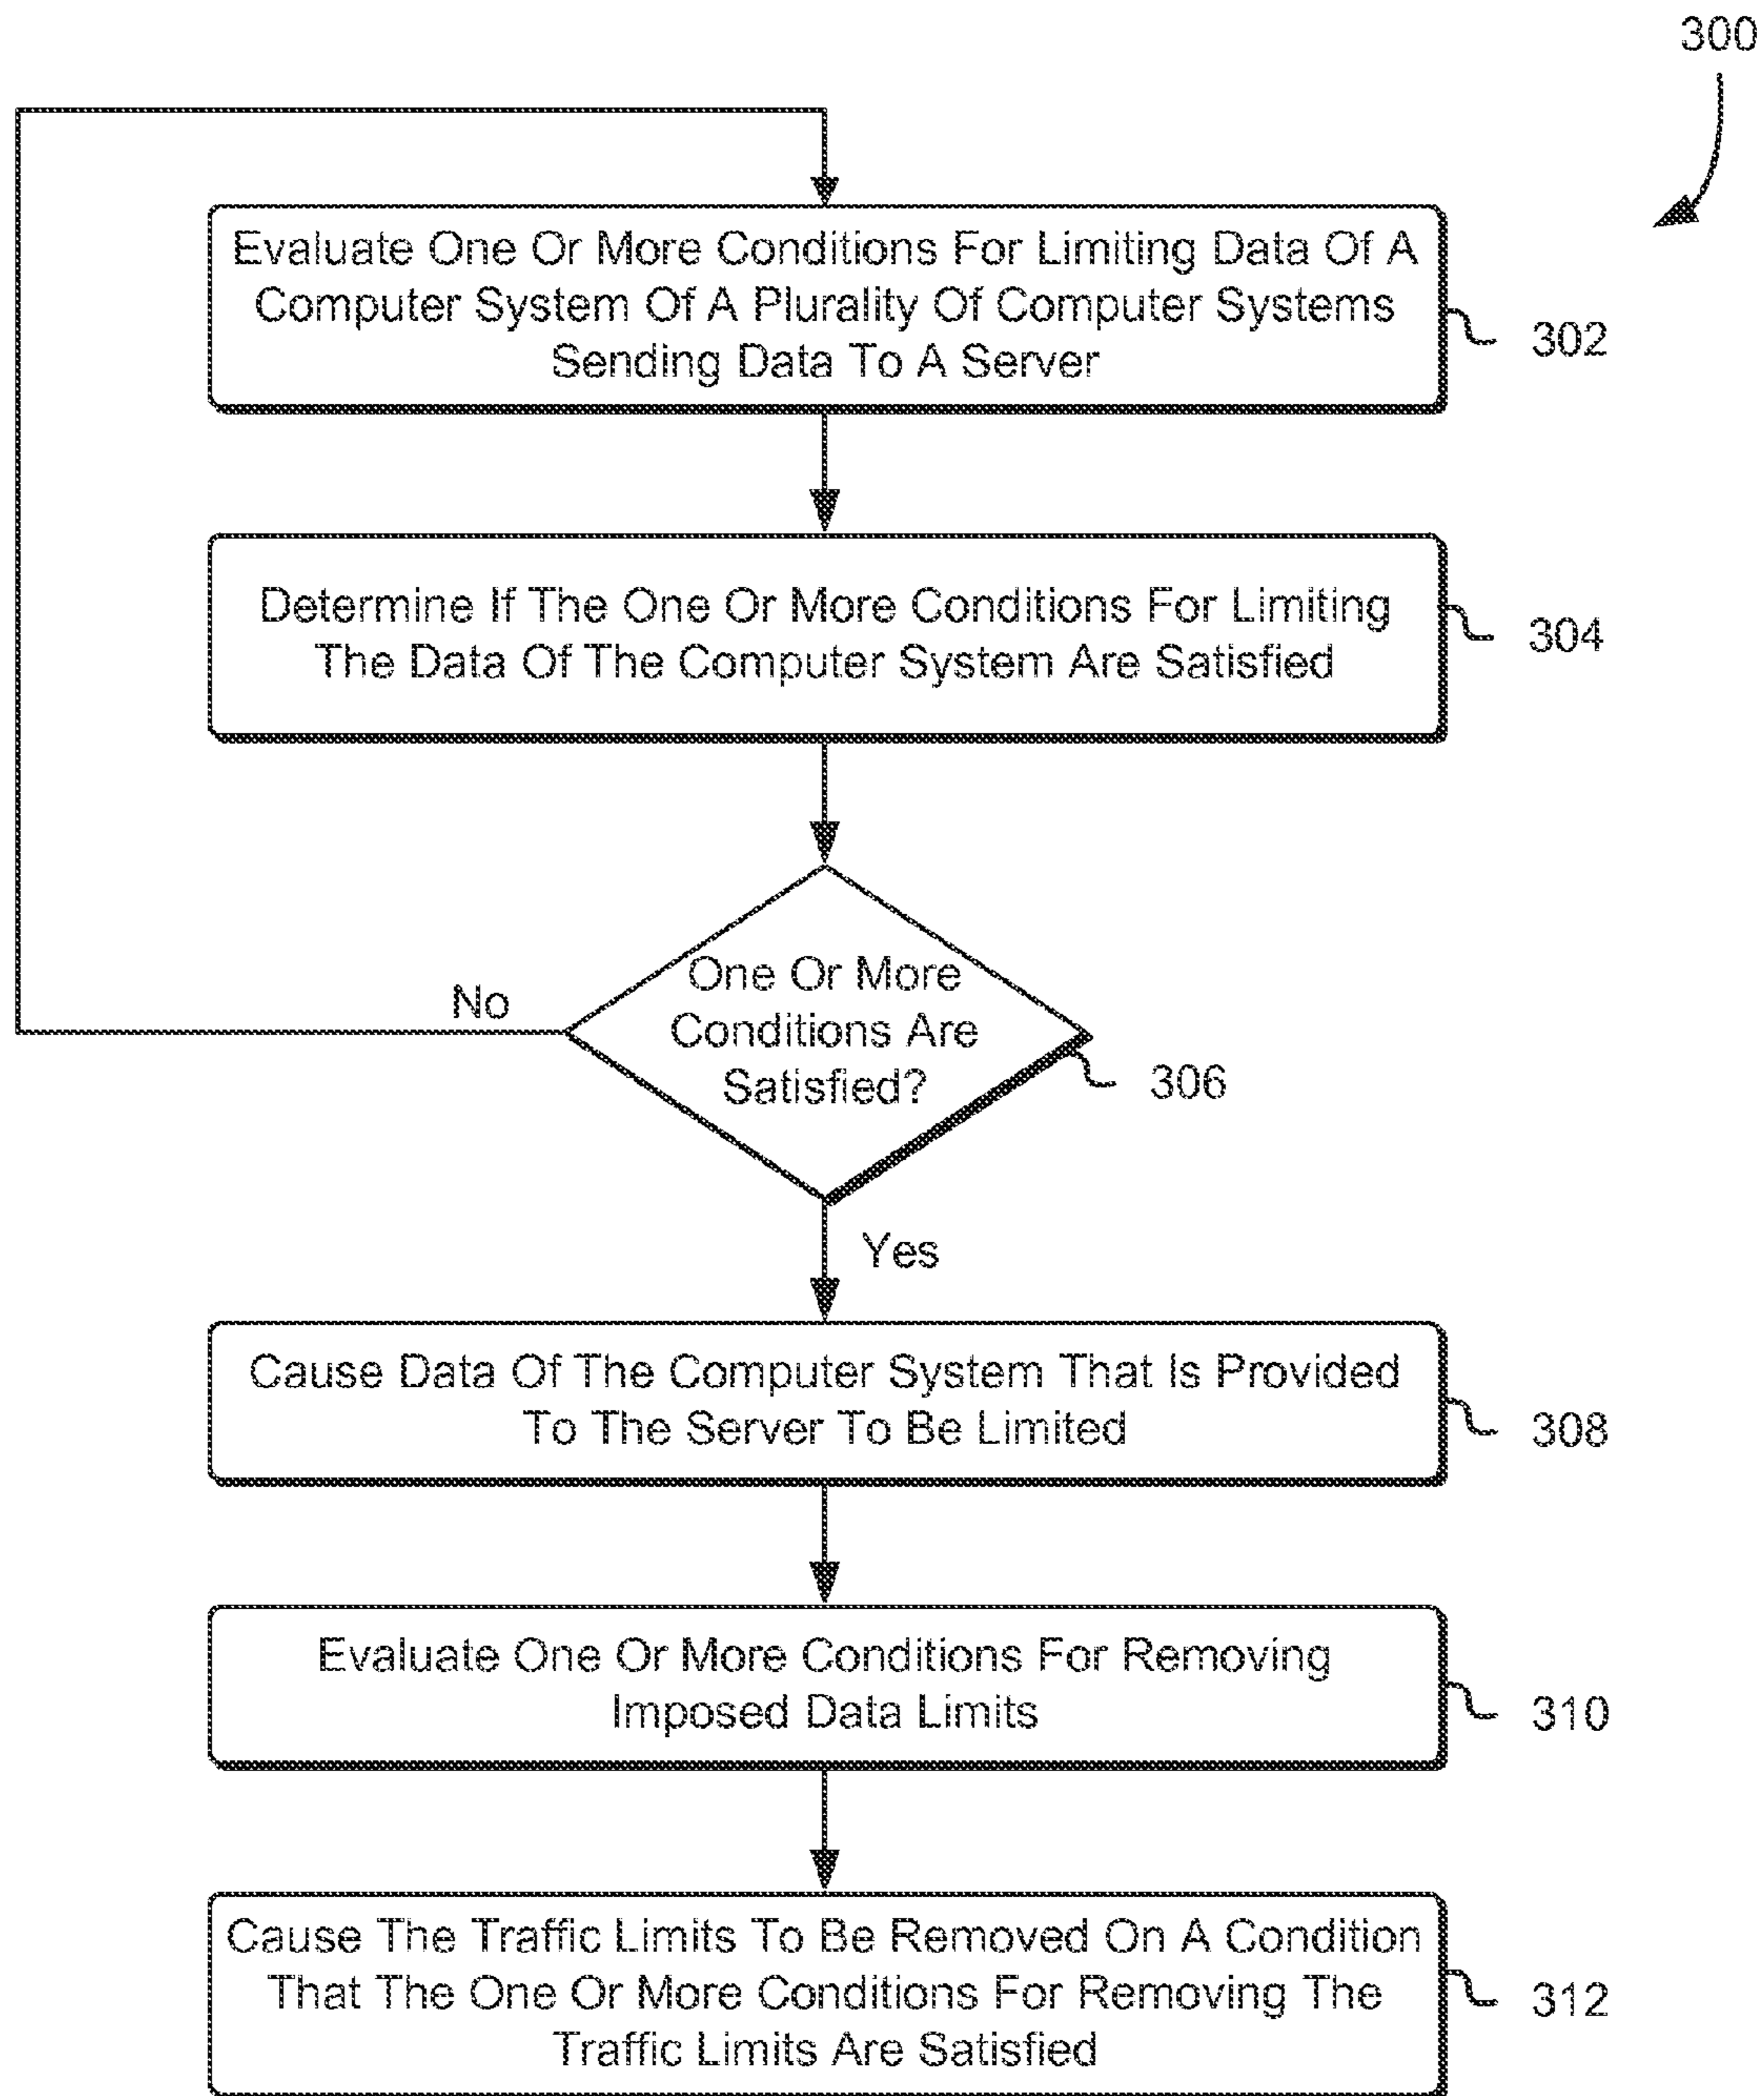 300
Evaluate One Or More Conditions For Limiting Data Of A
Computer System Of A Plurality Of Computer Systems
Sending Data To A Server
302
Determine If The One Or More Conditions For Limiting
The Data Of The Computer System Are Satisfied
304
One Or More
Conditions Are
Satisfied?
No
306
Yes
Cause Data Of The Computer System That Is Provided
To The Server To Be Limited
308
Evaluate One Or More Conditions For Removing
Imposed Data Limits
310
Cause The Traffic Limits To Be Removed On A Condition
That The One Or More Conditions For Removing The
Traffic Limits Are Satisfied
312